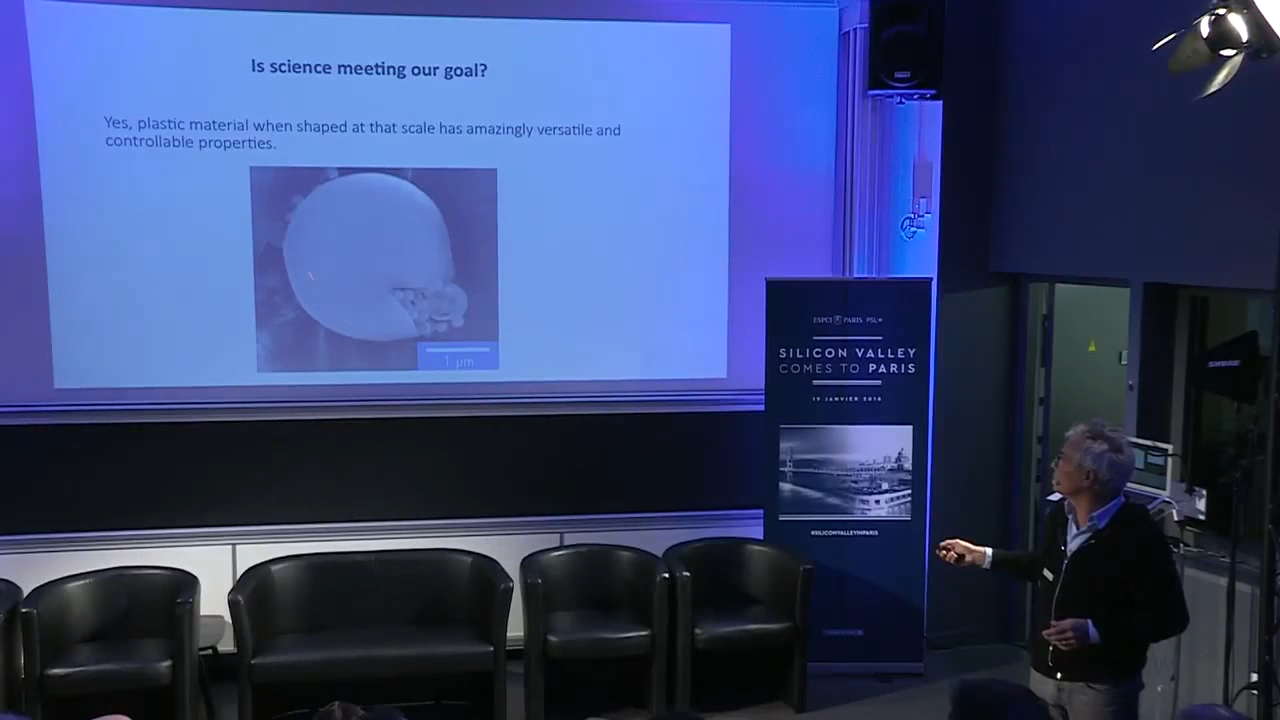 Is science meeting our goal?
Yes, plastic material when shaped at that scale has amazingly versatile and
controllable properties.
1 µm
ESPCI PARIS PSL★
SILICON VALLEY
COMES TO PARIS
19 JANVIER 2016
#SILICONVALLEYINPARIS
SHURE